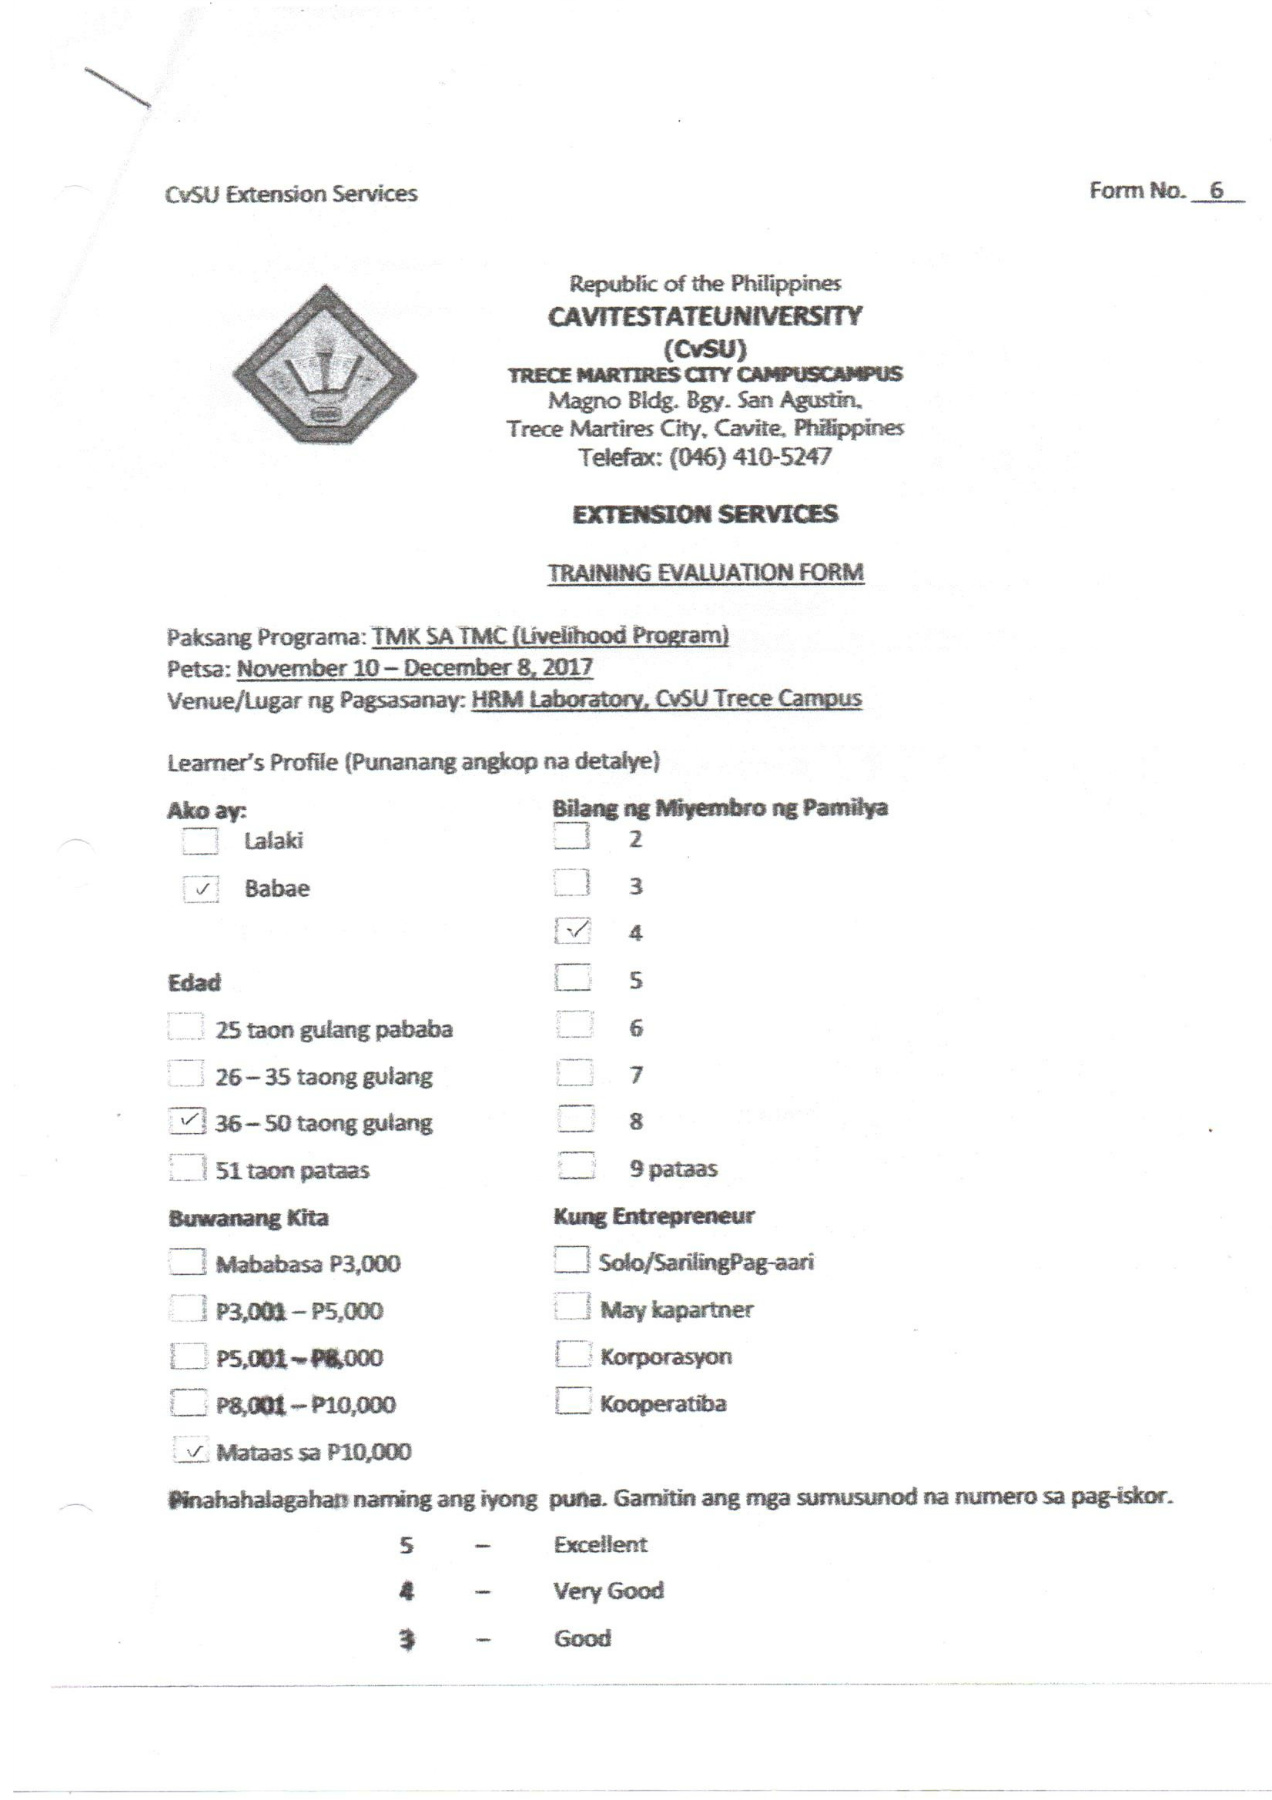 CvSU Extension Services
Form No. 6
Republic of the Philippines
CAVITESTATEUNIVERSITY
(CvSU)
TRECE MARTIRES CITY CAMPUSCAMPUS
Magno Bldg. Bgy. San Agustin,
Trece Martires City, Cavite, Philippines
Telefax: (046) 410-5247
EXTENSION SERVICES
TRAINING EVALUATION FORM
Paksang Programa: TMK SA TMC (Livelihood Program)
Petsa: November 10 – December 8, 2017
Venue/Lugar ng Pagsasanay: HRM Laboratory, CvSU Trece Campus
Learner's Profile (Punanang angkop na detalye)
Ako ay:
Lalaki
✓ Babae
Edad
25 taon gulang pababa
26 – 35 taong gulang
✓ 36 – 50 taong gulang
51 taon pataas
Bilang ng Miyembro ng Pamilya
2
3
✓ 4
5
6
7
8
9 pataas
Buwanang Kita
Mababasa P3,000
P3,001 – P5,000
P5,001 – P8,000
P8,001 – P10,000
✓ Mataas sa P10,000
Kung Entrepreneur
Solo/SarilingPag-aari
May kapartner
Korporasyon
Kooperatiba
Pinahahalagahan naming ang iyong puna. Gamitin ang mga sumusunod na numero sa pag-iskor.
5 – Excellent
4 – Very Good
3 – Good